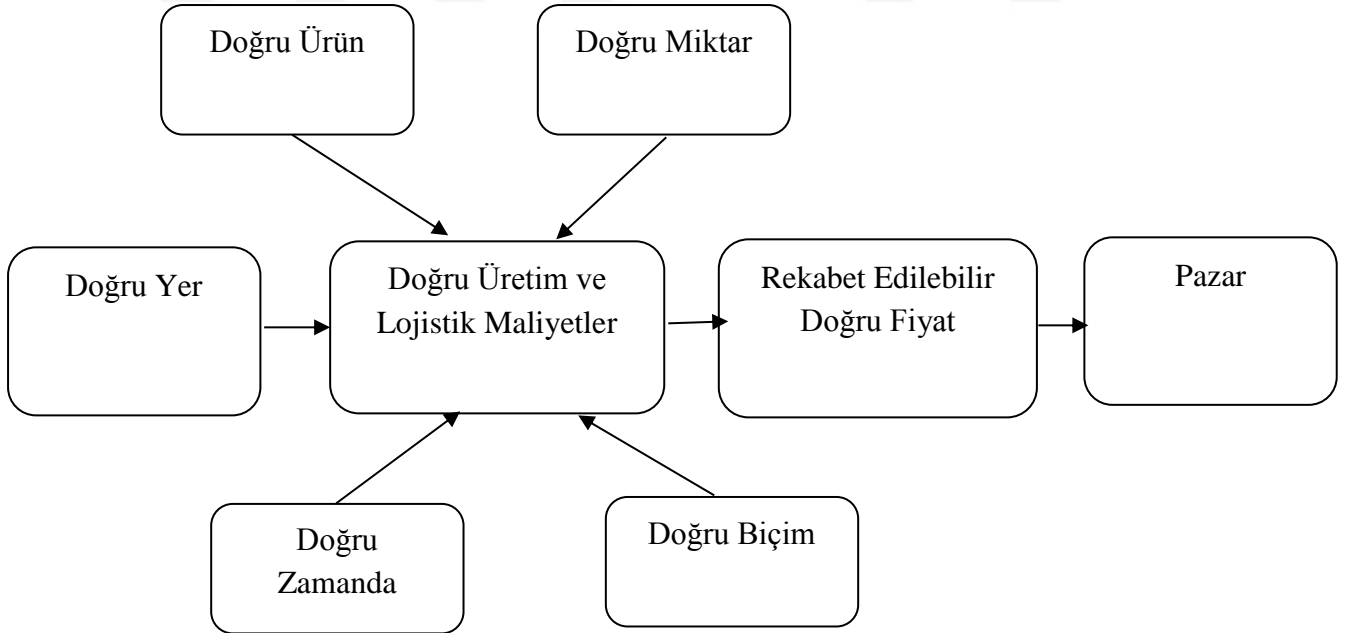 Doğru Ürün
Doğru Miktar
Doğru Yer
Doğru Üretim ve
Lojistik Maliyetler
Rekabet Edilebilir
Doğru Fiyat
Pazar
Doğru
Zamanda
Doğru Biçim